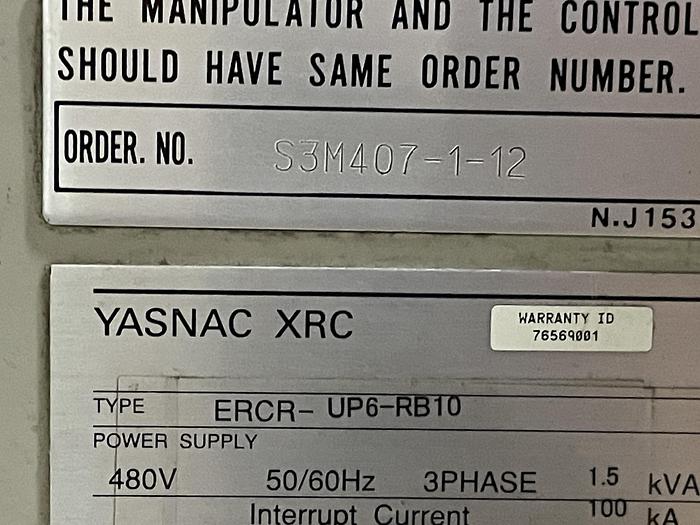 THE MANIPULATOR AND THE CONTROL
SHOULD HAVE SAME ORDER NUMBER.
ORDER. NO. S3M407-1-12
N.J153
YASNAC XRC
WARRANTY ID
76569001
TYPE ERCR- UP6-RB10
POWER SUPPLY
480V 50/60Hz 3PHASE 1.5 kVA
Interrupt Current 100 kA